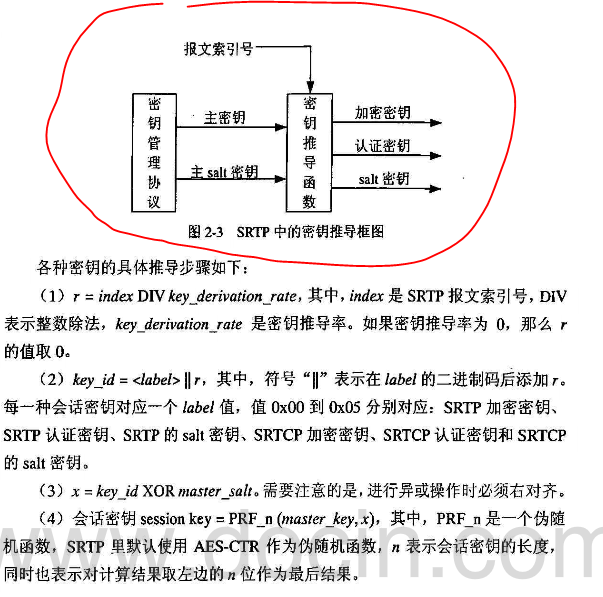 报文索引号
密钥管理协议
主密钥
主 salt 密钥
密钥推导函数
加密密钥
认证密钥
salt 密钥
图 2-3 SRTP 中的密钥推导框图
各种密钥的具体推导步骤如下：
（1）r = index DIV key_derivation_rate，其中，index 是 SRTP 报文索引号，DIV
表示整数除法，key_derivation_rate 是密钥推导率。如果密钥推导率为 0，那么 r
的值取 0。
（2）key_id = <label> || r，其中，符号“||”表示在 label 的二进制码后添加 r。
每一种会话密钥对应一个 label 值，值 0x00 到 0x05 分别对应：SRTP 加密密钥、
SRTP 认证密钥、SRTP 的 salt 密钥、SRTCP 加密密钥、SRTCP 认证密钥和 SRTCP
的 salt 密钥。
（3）x = key_id XOR master_salt。需要注意的是，进行异或操作时必须右对齐。
（4）会话密钥 session key = PRF_n (master_key, x)，其中，PRF_n 是一个伪随
机函数，SRTP 里默认使用 AES-CTR 作为伪随机函数，n 表示会话密钥的长度，
同时也表示对计算结果取左边的 n 位作为最后结果。
www.docin.com